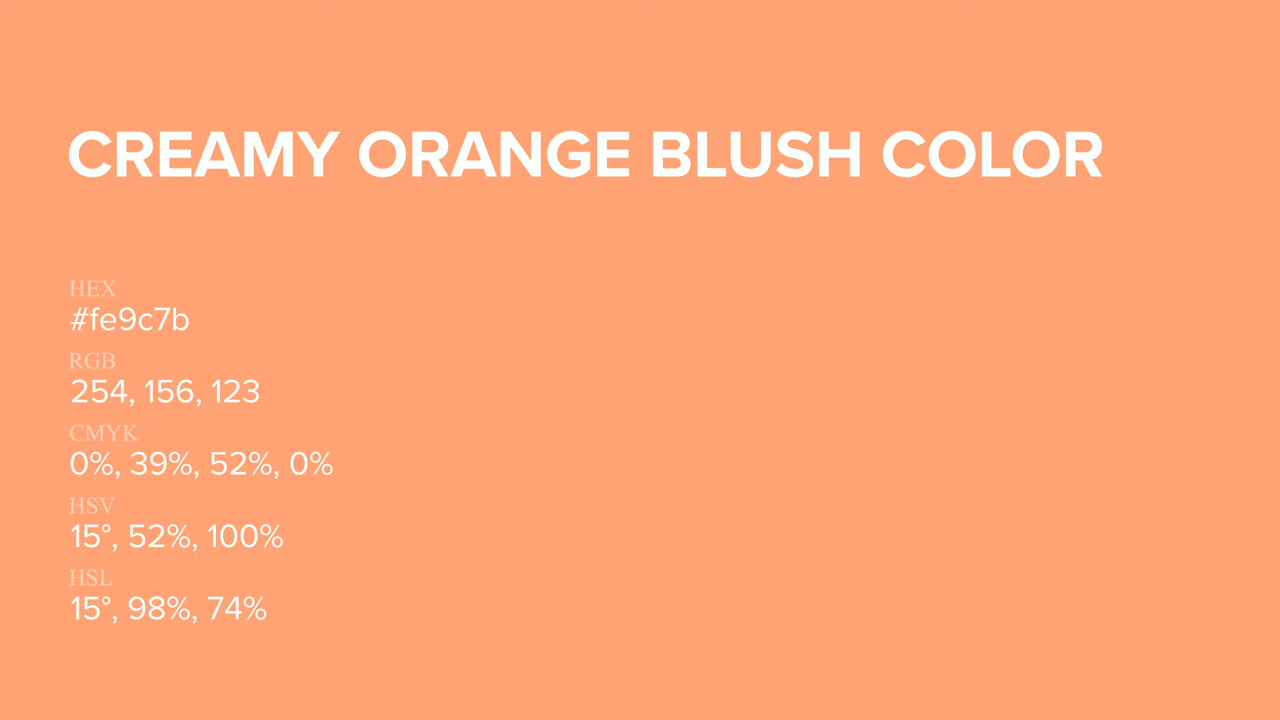 CREAMY ORANGE BLUSH COLOR
HEX
#fe9c7b
RGB
254, 156, 123
CMYK
0%, 39%, 52%, 0%
HSV
15°, 52%, 100%
HSL
15°, 98%, 74%